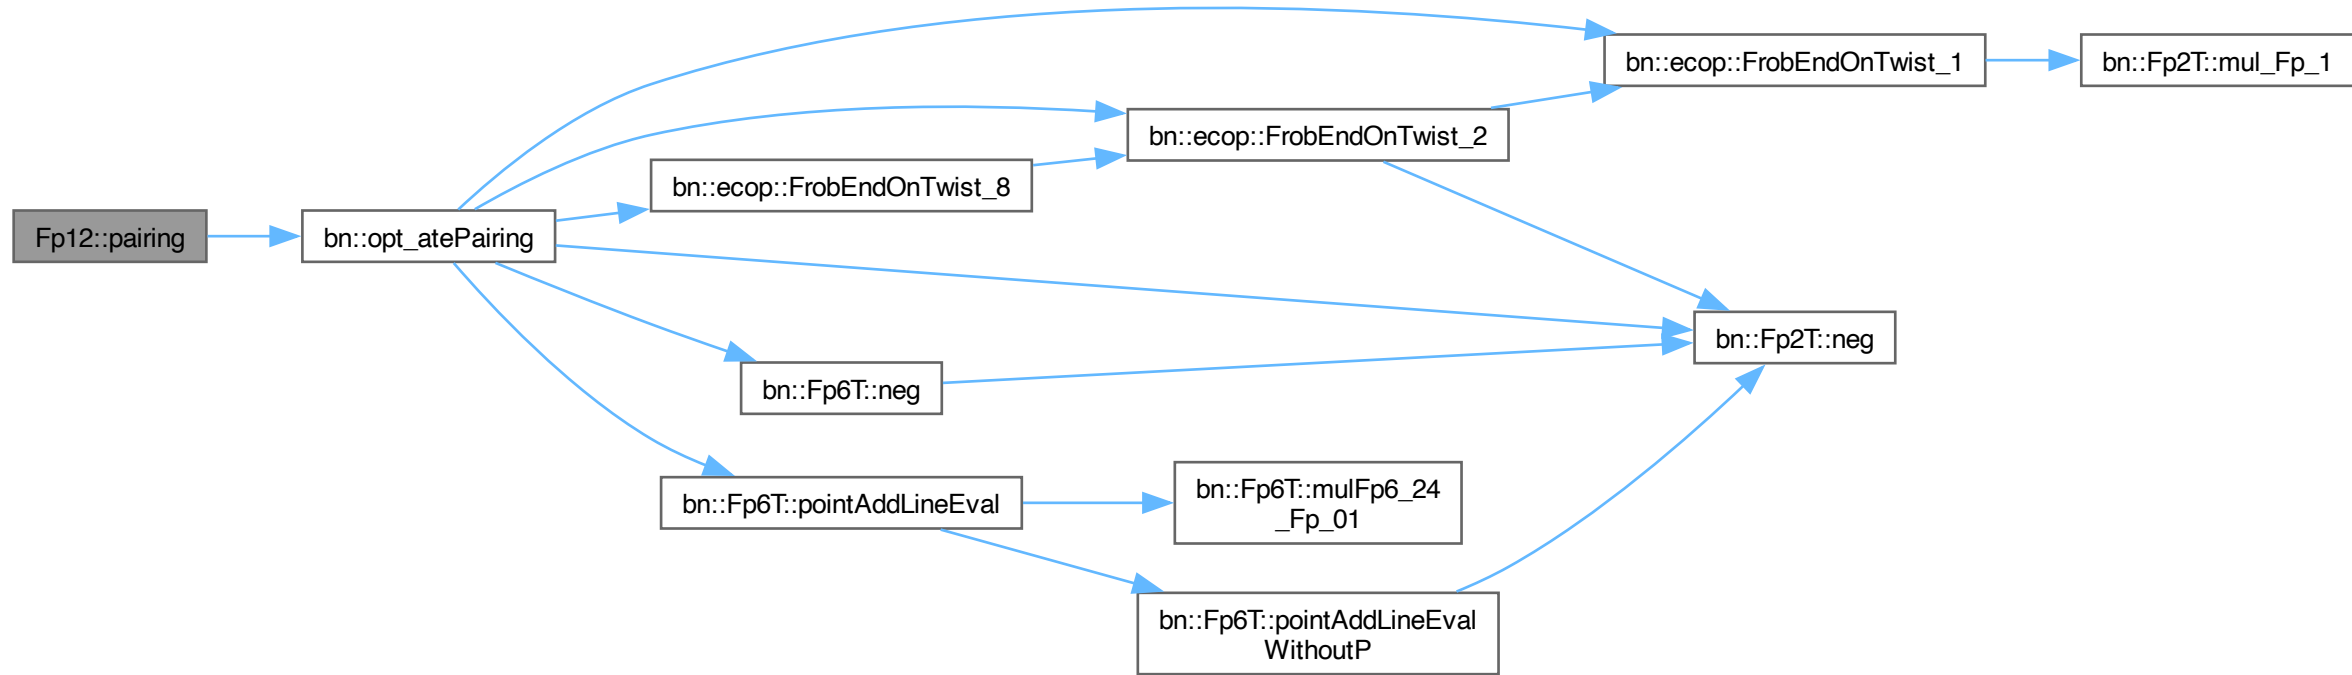 Fp12::pairing
bn::opt_atePairing
bn::ecop::FrobEndOnTwist_8
bn::ecop::FrobEndOnTwist_2
bn::ecop::FrobEndOnTwist_1
bn::Fp2T::mul_Fp_1
bn::Fp2T::neg
bn::Fp6T::neg
bn::Fp6T::pointAddLineEval
bn::Fp6T::mulFp6_24
_Fp_01
bn::Fp6T::pointAddLineEval
WithoutP